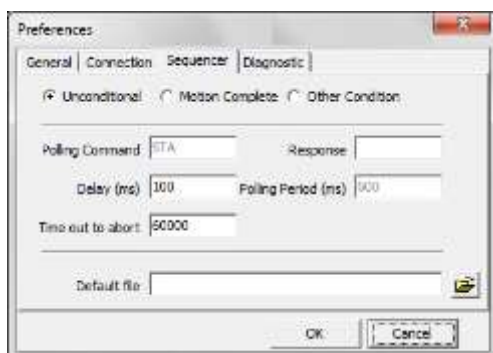 Preferences
General Connection Sequencer Diagnostic
Unconditional Motion Complete Other Condition
Polling Command STA Response
Delay (ms) 100 Polling Period (ms) 600
Time out to abort 60000
Default file
OK Cancel